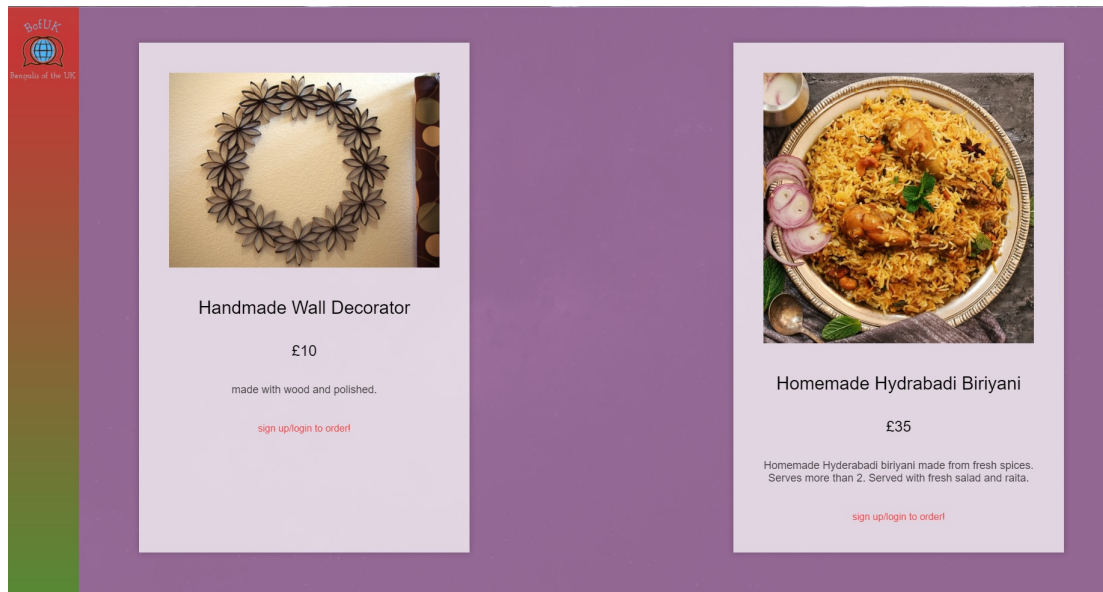 BofUK
Bengalis of the UK
Handmade Wall Decorator
£10
made with wood and polished.
sign up/login to order!
Homemade Hydrabadi Biriyani
£35
Homemade Hyderabadi biriyani made from fresh spices.
Serves more than 2. Served with fresh salad and raita.
sign up/login to order!